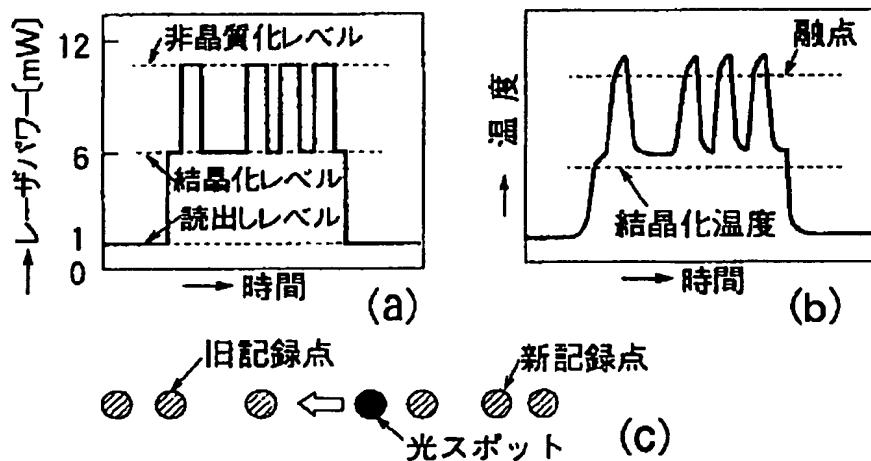 12
6
1
0
レーザパワー[mW]
非晶質化レベル
結晶化レベル
読出しレベル
時間
(a)
温度
融点
結晶化温度
時間
(b)
旧記録点
新記録点
光スポット
(c)